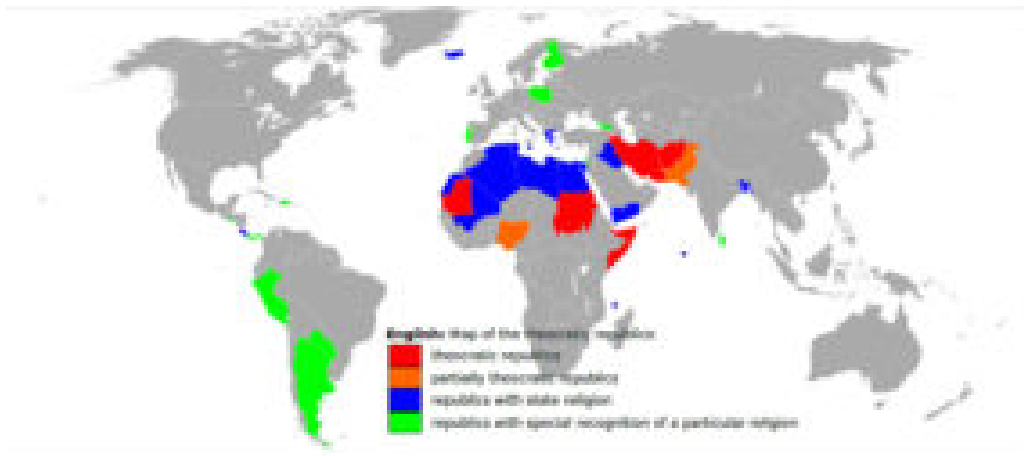 English: Map of the theocratic republics
theocratic republics
partially theocratic republics
republics with state religion
republics with special recognition of a particular religion